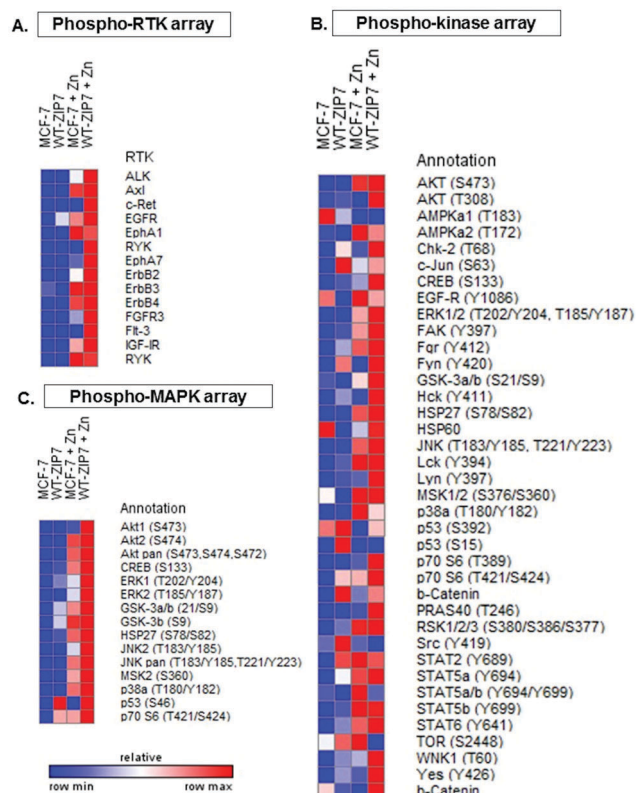 A. Phospho-RTK array
MCF-7
WT-ZIP7
MCF-7 + Zn
WT-ZIP7 + Zn
RTK
ALK
Axl
c-Ret
EGFR
EphA1
RYK
EphA7
ErbB2
ErbB3
ErbB4
FGFR3
Flt-3
IGF-IR
RYK
C. Phospho-MAPK array
MCF-7
WT-ZIP7
MCF-7 + Zn
WT-ZIP7 + Zn
Annotation
Akt1 (S473)
Akt2 (S474)
Akt pan (S473,S474,S472)
CREB (S133)
ERK1 (T202/Y204)
ERK2 (T185/Y187)
GSK-3a/b (21/S9)
GSK-3b (S9)
HSP27 (S78/S82)
JNK2 (T183/Y185)
JNK pan (T183/Y185,T221/Y223)
MSK2 (S360)
p38a (T180/Y182)
p53 (S46)
p70 S6 (T421/S424)
relative
row min row max
B. Phospho-kinase array
MCF-7
WT-ZIP7
MCF-7 + Zn
WT-ZIP7 + Zn
Annotation
AKT (S473)
AKT (T308)
AMPKa1 (T183)
AMPKa2 (T172)
Chk-2 (T68)
c-Jun (S63)
CREB (S133)
EGF-R (Y1086)
ERK1/2 (T202/Y204, T185/Y187)
FAK (Y397)
Fgr (Y412)
Fyn (Y420)
GSK-3a/b (S21/S9)
Hck (Y411)
HSP27 (S78/S82)
HSP60
JNK (T183/Y185, T221/Y223)
Lck (Y394)
Lyn (Y397)
MSK1/2 (S376/S360)
p38a (T180/Y182)
p53 (S392)
p53 (S15)
p70 S6 (T389)
p70 S6 (T421/S424)
b-Catenin
PRAS40 (T246)
RSK1/2/3 (S380/S386/S377)
Src (Y419)
STAT2 (Y689)
STAT5a (Y694)
STAT5a/b (Y694/Y699)
STAT5b (Y699)
STAT6 (Y641)
TOR (S2448)
WNK1 (T60)
Yes (Y426)
b-Catenin